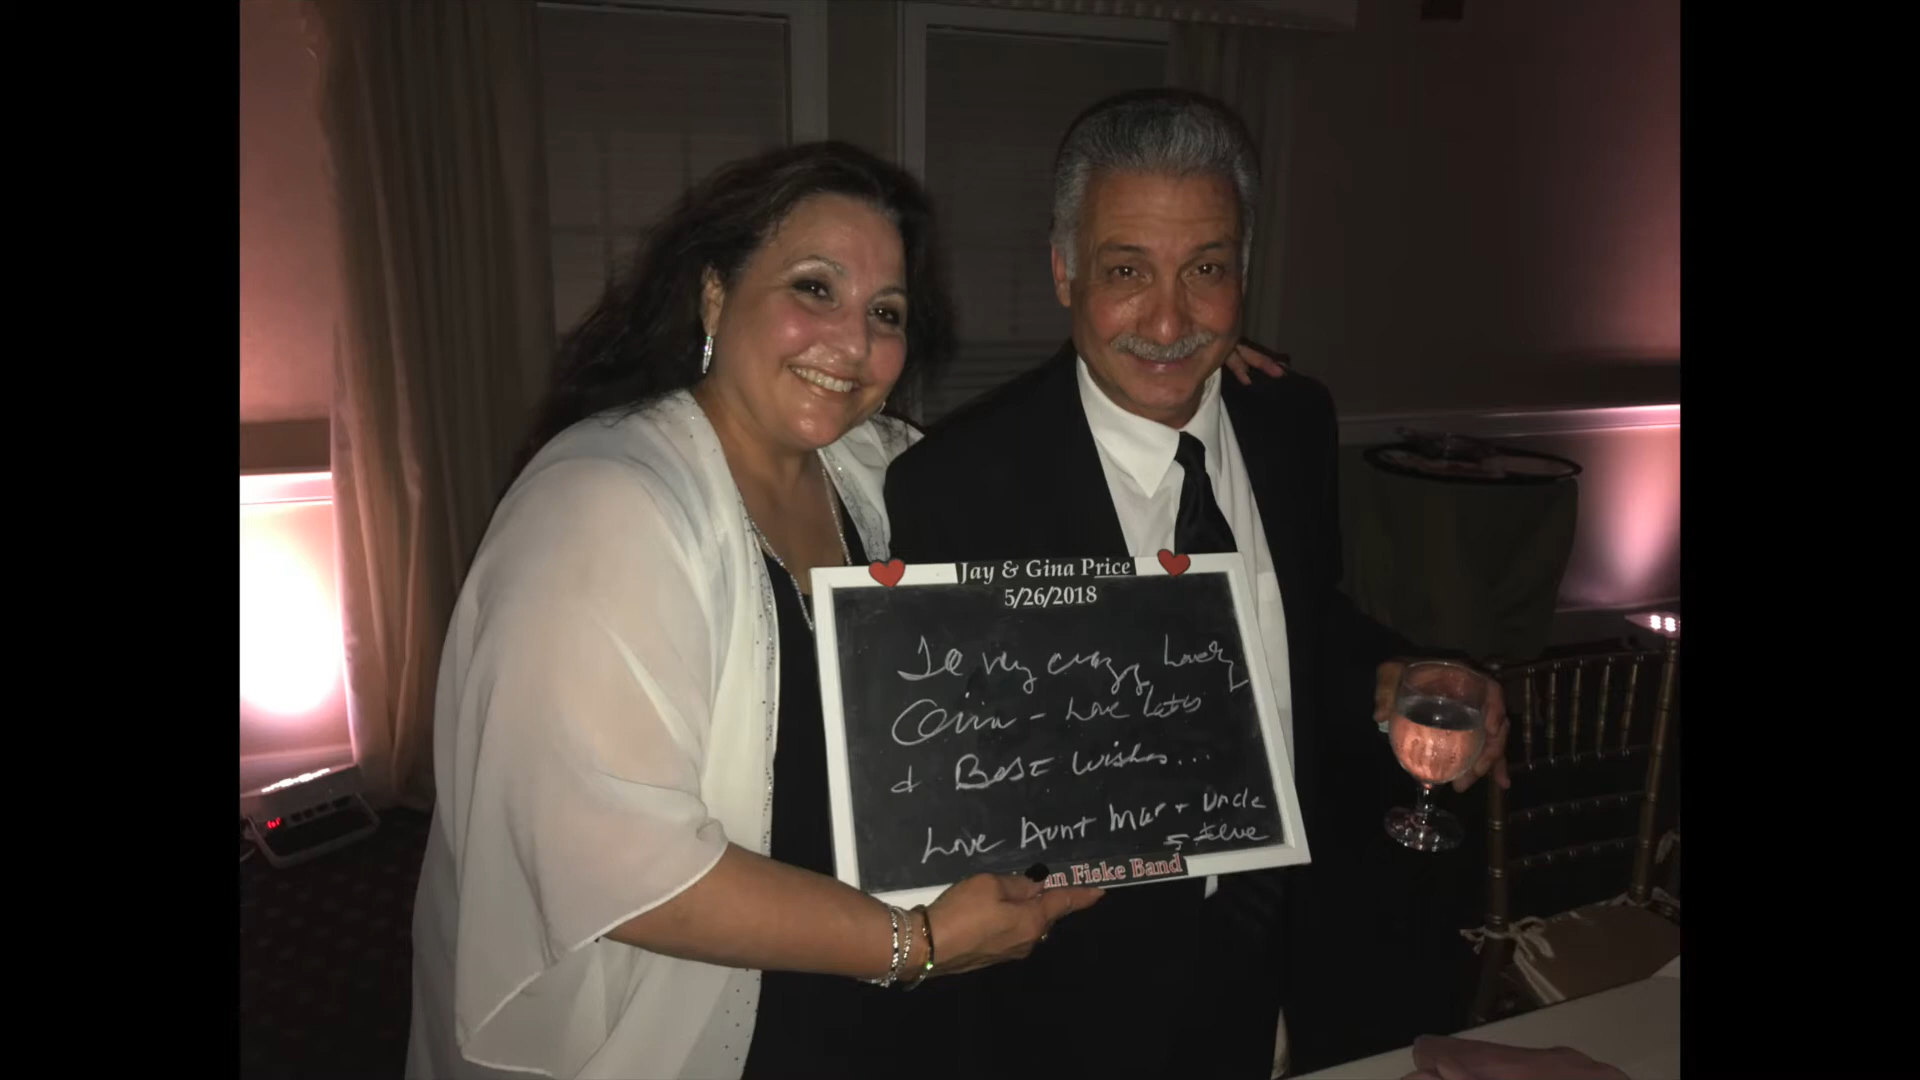 Jay & Gina Price
5/26/2018
To my crazy, Lovely
Gina - Love Lots
& Best wishes...
Love Aunt Mar + Uncle
Steve
an Fiske Band